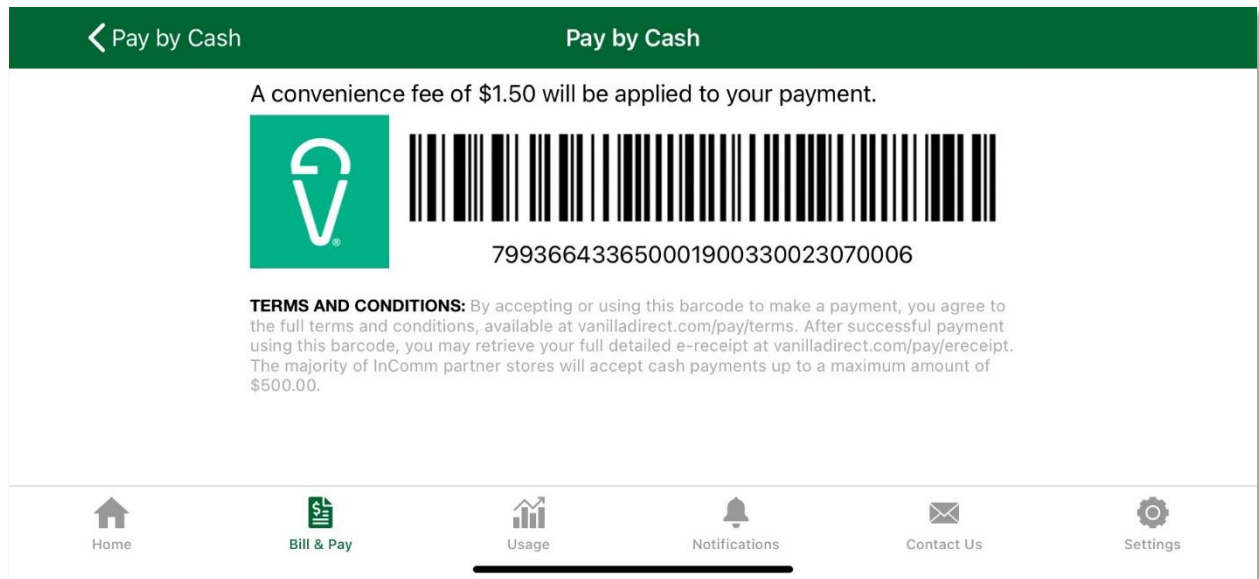 Pay by Cash
Pay by Cash
A convenience fee of $1.50 will be applied to your payment.
799366433650001900330023070006
TERMS AND CONDITIONS: By accepting or using this barcode to make a payment, you agree to
the full terms and conditions, available at vanilladirect.com/pay/terms. After successful payment
using this barcode, you may retrieve your full detailed e-receipt at vanilladirect.com/pay/ereceipt.
The majority of InComm partner stores will accept cash payments up to a maximum amount of
$500.00.
Home
Bill & Pay
Usage
Notifications
Contact Us
Settings